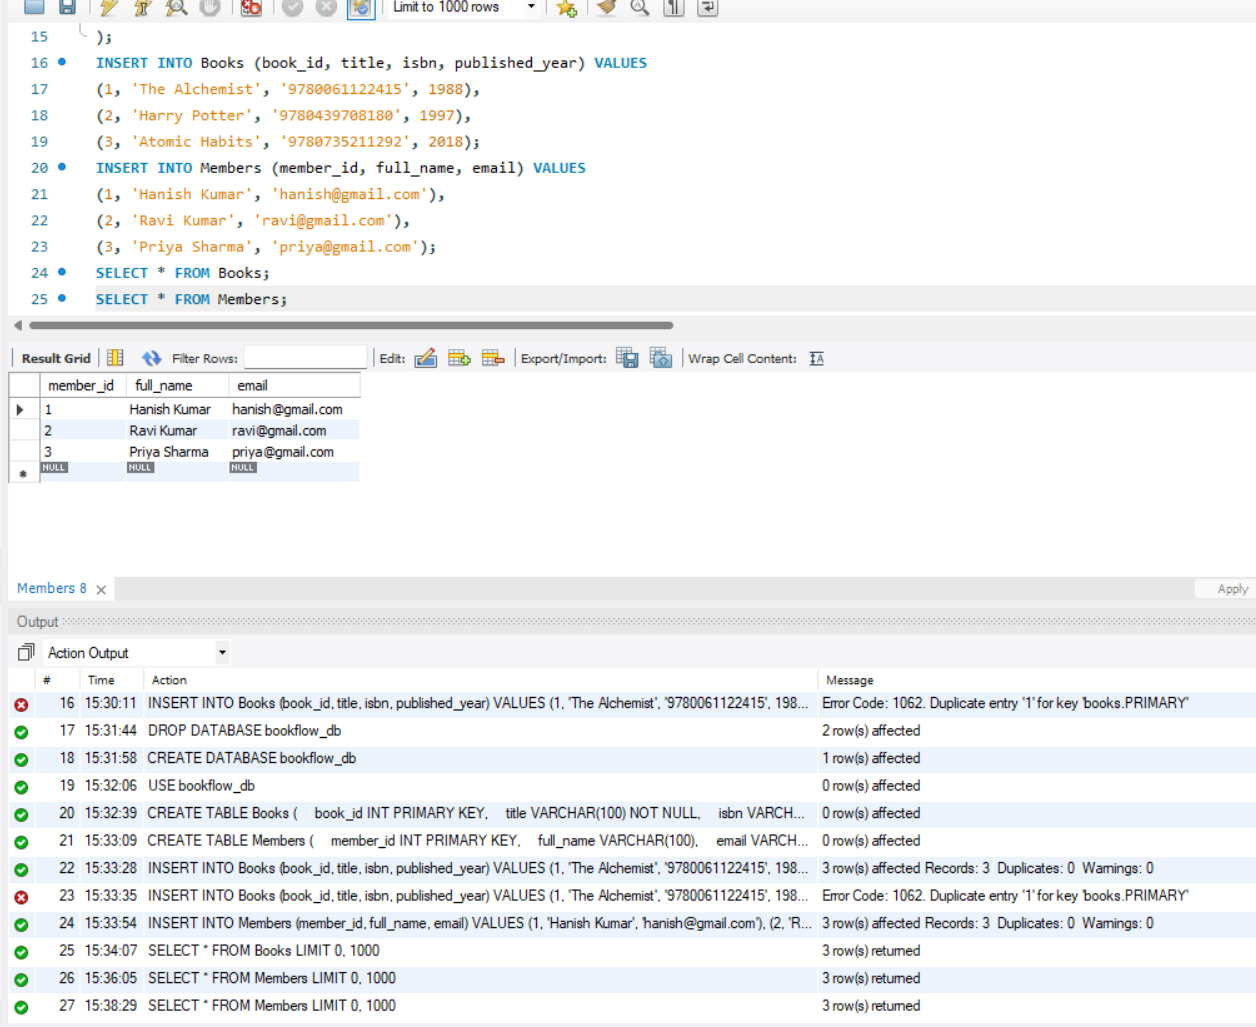 Limit to 1000 rows
15 );
16 INSERT INTO Books (book_id, title, isbn, published_year) VALUES
17 (1, 'The Alchemist', '9780061122415', 1988),
18 (2, 'Harry Potter', '9780439708180', 1997),
19 (3, 'Atomic Habits', '9780735211292', 2018);
20 INSERT INTO Members (member_id, full_name, email) VALUES
21 (1, 'Hanish Kumar', 'hanish@gmail.com'),
22 (2, 'Ravi Kumar', 'ravi@gmail.com'),
23 (3, 'Priya Sharma', 'priya@gmail.com');
24 SELECT * FROM Books;
25 SELECT * FROM Members;
Result Grid Filter Rows: Edit: Export/Import: Wrap Cell Content: IA
member_id full_name email
1 Hanish Kumar hanish@gmail.com
2 Ravi Kumar ravi@gmail.com
3 Priya Sharma priya@gmail.com
NULL NULL NULL
Members 8 Apply
Output
Action Output
# Time Action Message
16 15:30:11 INSERT INTO Books (book_id, title, isbn, published_year) VALUES (1, 'The Alchemist', '9780061122415', 198... Error Code: 1062. Duplicate entry '1' for key 'books.PRIMARY'
17 15:31:44 DROP DATABASE bookflow_db 2 row(s) affected
18 15:31:58 CREATE DATABASE bookflow_db 1 row(s) affected
19 15:32:06 USE bookflow_db 0 row(s) affected
20 15:32:39 CREATE TABLE Books ( book_id INT PRIMARY KEY, title VARCHAR(100) NOT NULL, isbn VARCH... 0 row(s) affected
21 15:33:09 CREATE TABLE Members ( member_id INT PRIMARY KEY, full_name VARCHAR(100), email VARCH... 0 row(s) affected
22 15:33:28 INSERT INTO Books (book_id, title, isbn, published_year) VALUES (1, 'The Alchemist', '9780061122415', 198... 3 row(s) affected Records: 3 Duplicates: 0 Warnings: 0
23 15:33:35 INSERT INTO Books (book_id, title, isbn, published_year) VALUES (1, 'The Alchemist', '9780061122415', 198... Error Code: 1062. Duplicate entry '1' for key 'books.PRIMARY'
24 15:33:54 INSERT INTO Members (member_id, full_name, email) VALUES (1, 'Hanish Kumar', 'hanish@gmail.com'), (2, 'R... 3 row(s) affected Records: 3 Duplicates: 0 Warnings: 0
25 15:34:07 SELECT * FROM Books LIMIT 0, 1000 3 row(s) returned
26 15:36:05 SELECT * FROM Members LIMIT 0, 1000 3 row(s) returned
27 15:38:29 SELECT * FROM Members LIMIT 0, 1000 3 row(s) returned